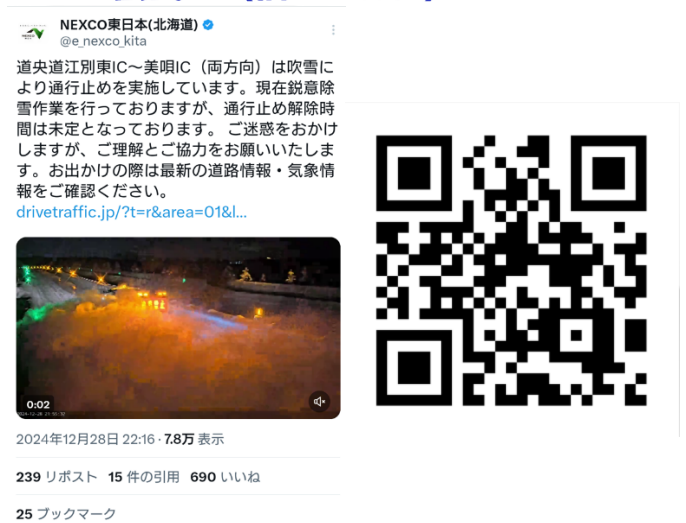 NEXCO東日本(北海道)
@e_nexco_kita
道央道江別東IC～美唄IC（両方向）は吹雪に
より通行止めを実施しています。現在鋭意除
雪作業を行っておりますが、通行止め解除時
間は未定となっております。 ご迷惑をおかけ
しますが、ご理解とご協力をお願いいたしま
す。お出かけの際は最新の道路情報・気象情
報をご確認ください。
drivetraffic.jp/?t=r&area=01&l...
0:02
2024年12月28日 22:16 · 7.8万 表示
239 リポスト 15 件の引用 690 いいね
25 ブックマーク